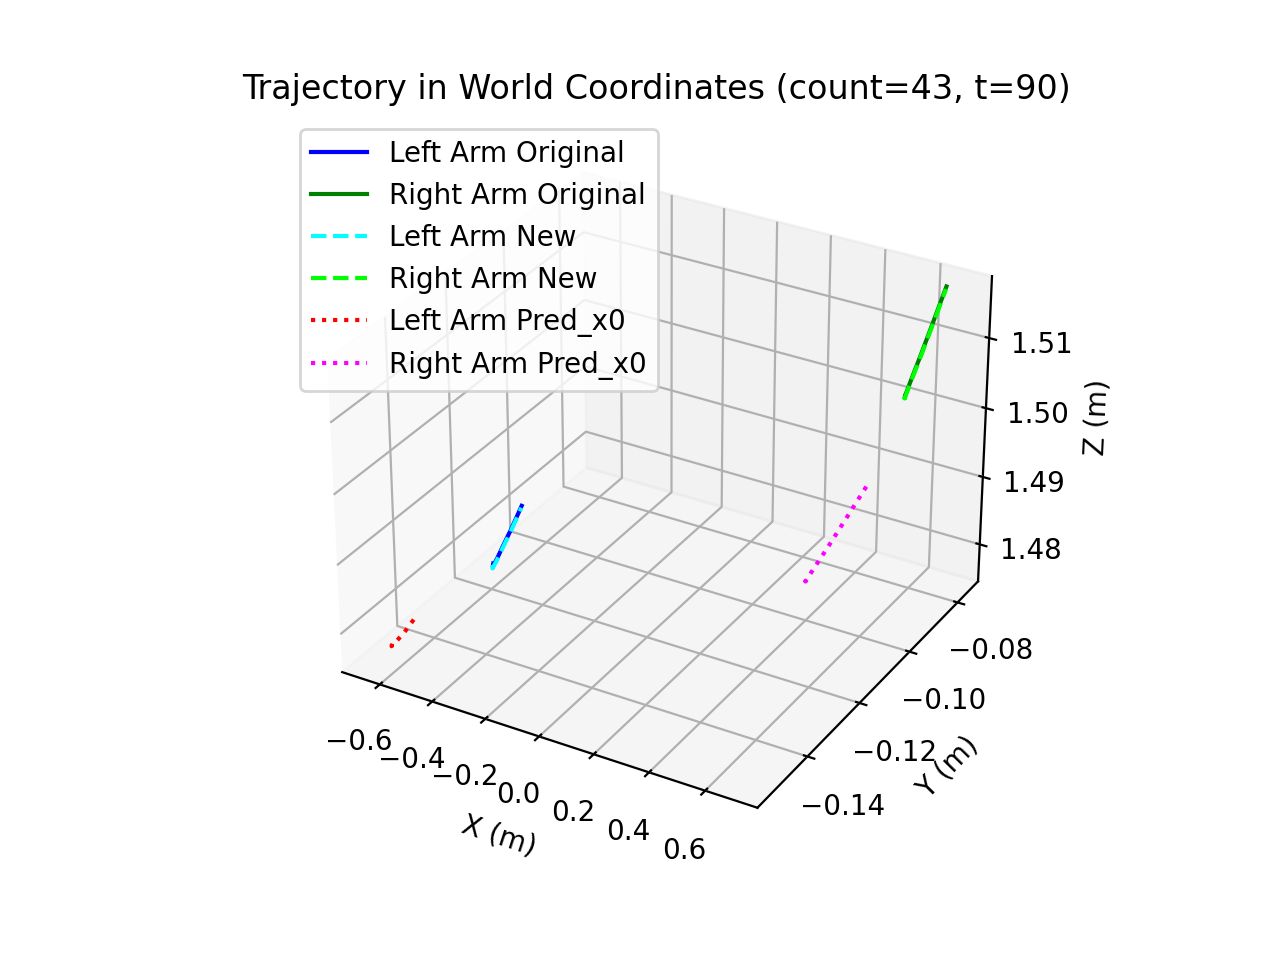 Trajectory in World Coordinates (count=43, t=90)
Left Arm Original
Right Arm Original
Left Arm New
Right Arm New
Left Arm Pred_x0
Right Arm Pred_x0
1.51
1.50
1.49
1.48
Z (m)
−0.08
−0.10
−0.12
−0.14
Y (m)
−0.6
−0.4
−0.2
0.0
0.2
0.4
0.6
X (m)